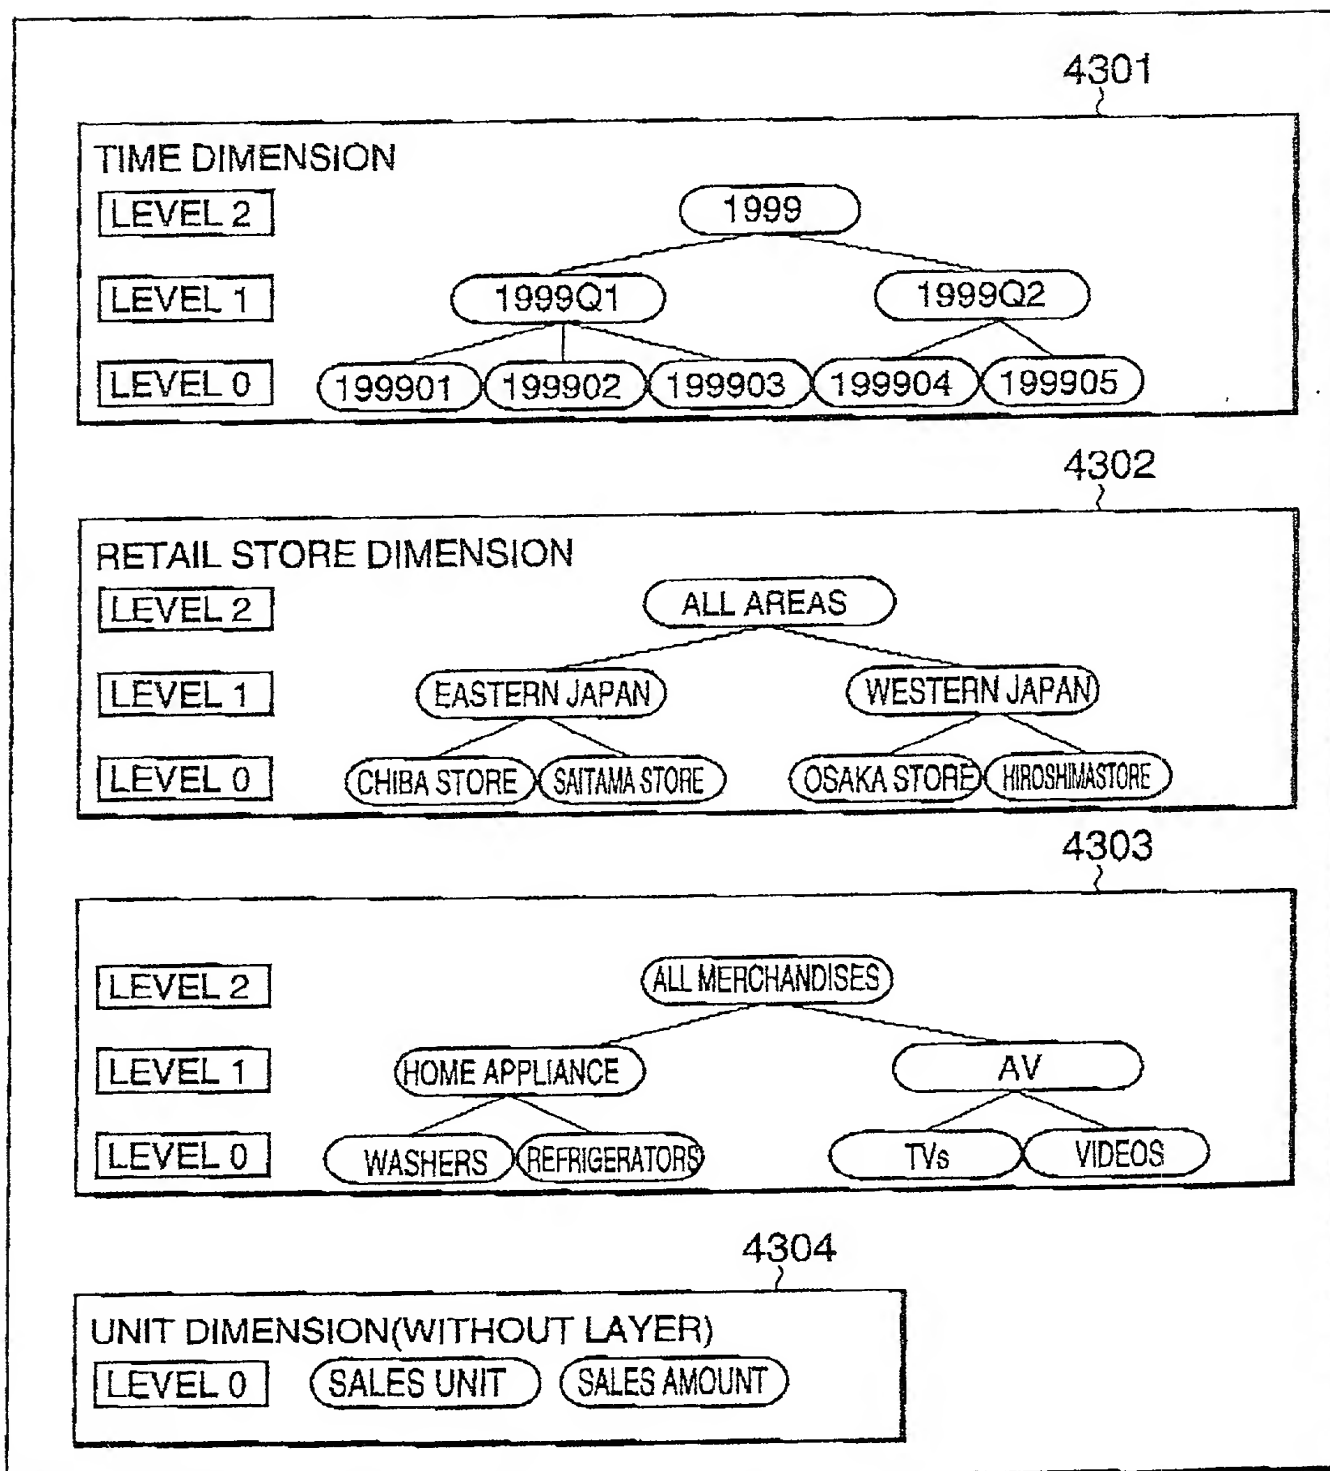 4301
TIME DIMENSION
LEVEL 2 1999
LEVEL 1 1999Q1 1999Q2
LEVEL 0 199901 199902 199903 199904 199905
4302
RETAIL STORE DIMENSION
LEVEL 2 ALL AREAS
LEVEL 1 EASTERN JAPAN WESTERN JAPAN
LEVEL 0 CHIBA STORE SAITAMA STORE OSAKA STORE HIROSHIMASTORE
4303
LEVEL 2 ALL MERCHANDISES
LEVEL 1 HOME APPLIANCE AV
LEVEL 0 WASHERS REFRIGERATORS TVs VIDEOS
4304
UNIT DIMENSION(WITHOUT LAYER)
LEVEL 0 SALES UNIT SALES AMOUNT